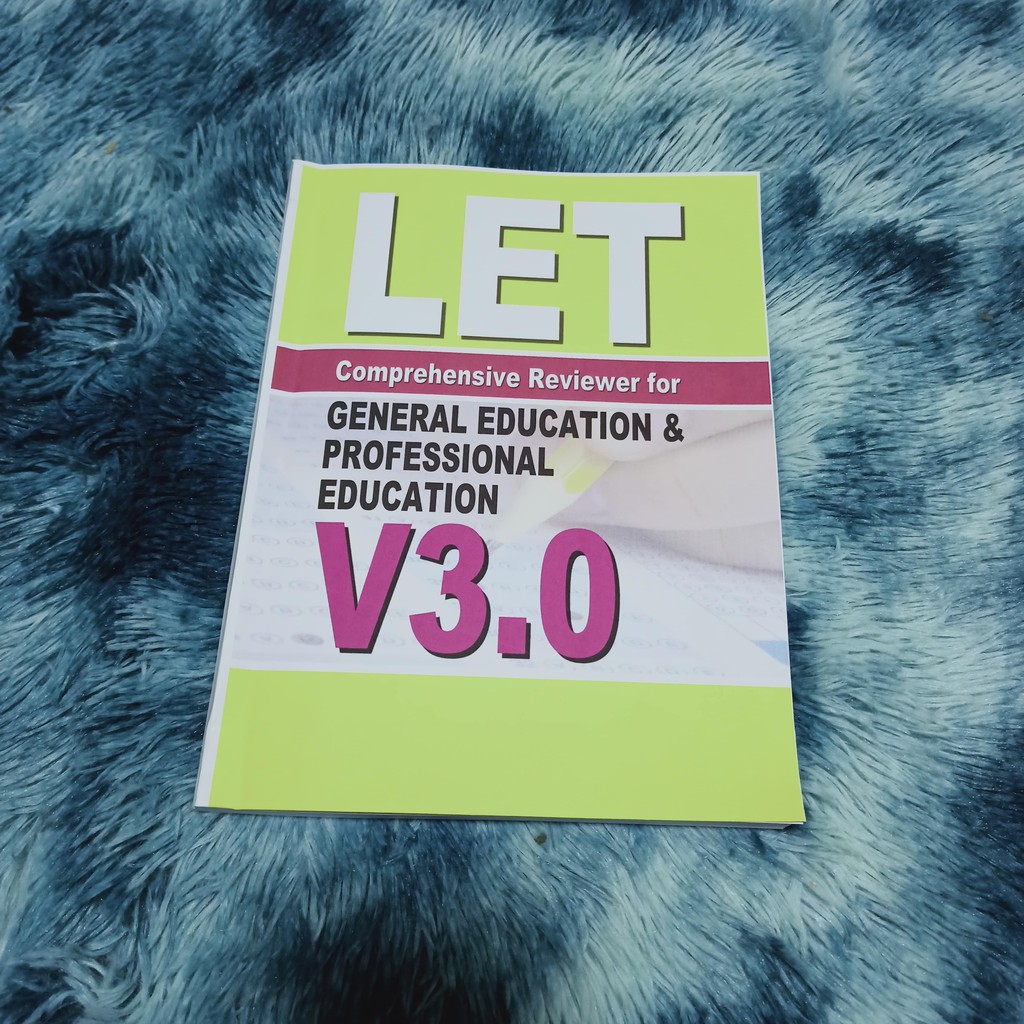 LET
Comprehensive Reviewer for
GENERAL EDUCATION &
PROFESSIONAL
EDUCATION
V3.0